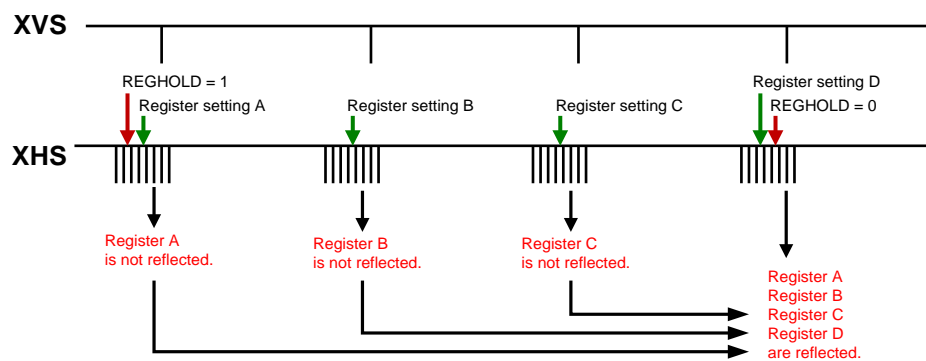 XVS
REGHOLD = 1
Register setting A
Register setting B
Register setting C
Register setting D
REGHOLD = 0
XHS
Register A
is not reflected.
Register B
is not reflected.
Register C
is not reflected.
Register A
Register B
Register C
Register D
are reflected.